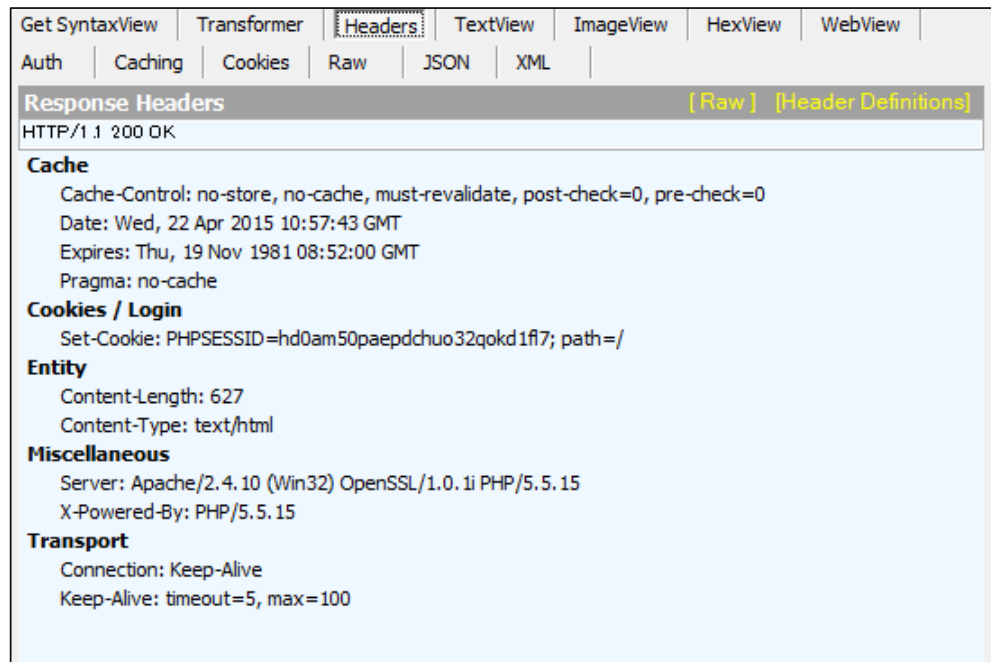 Get SyntaxView Transformer Headers TextView ImageView HexView WebView
Auth Caching Cookies Raw JSON XML
Response Headers [ Raw ] [Header Definitions]
HTTP/1.1 200 OK
Cache
Cache-Control: no-store, no-cache, must-revalidate, post-check=0, pre-check=0
Date: Wed, 22 Apr 2015 10:57:43 GMT
Expires: Thu, 19 Nov 1981 08:52:00 GMT
Pragma: no-cache
Cookies / Login
Set-Cookie: PHPSESSID=hd0am50paepdchuo32qokd1fl7; path=/
Entity
Content-Length: 627
Content-Type: text/html
Miscellaneous
Server: Apache/2.4.10 (Win32) OpenSSL/1.0.1i PHP/5.5.15
X-Powered-By: PHP/5.5.15
Transport
Connection: Keep-Alive
Keep-Alive: timeout=5, max=100